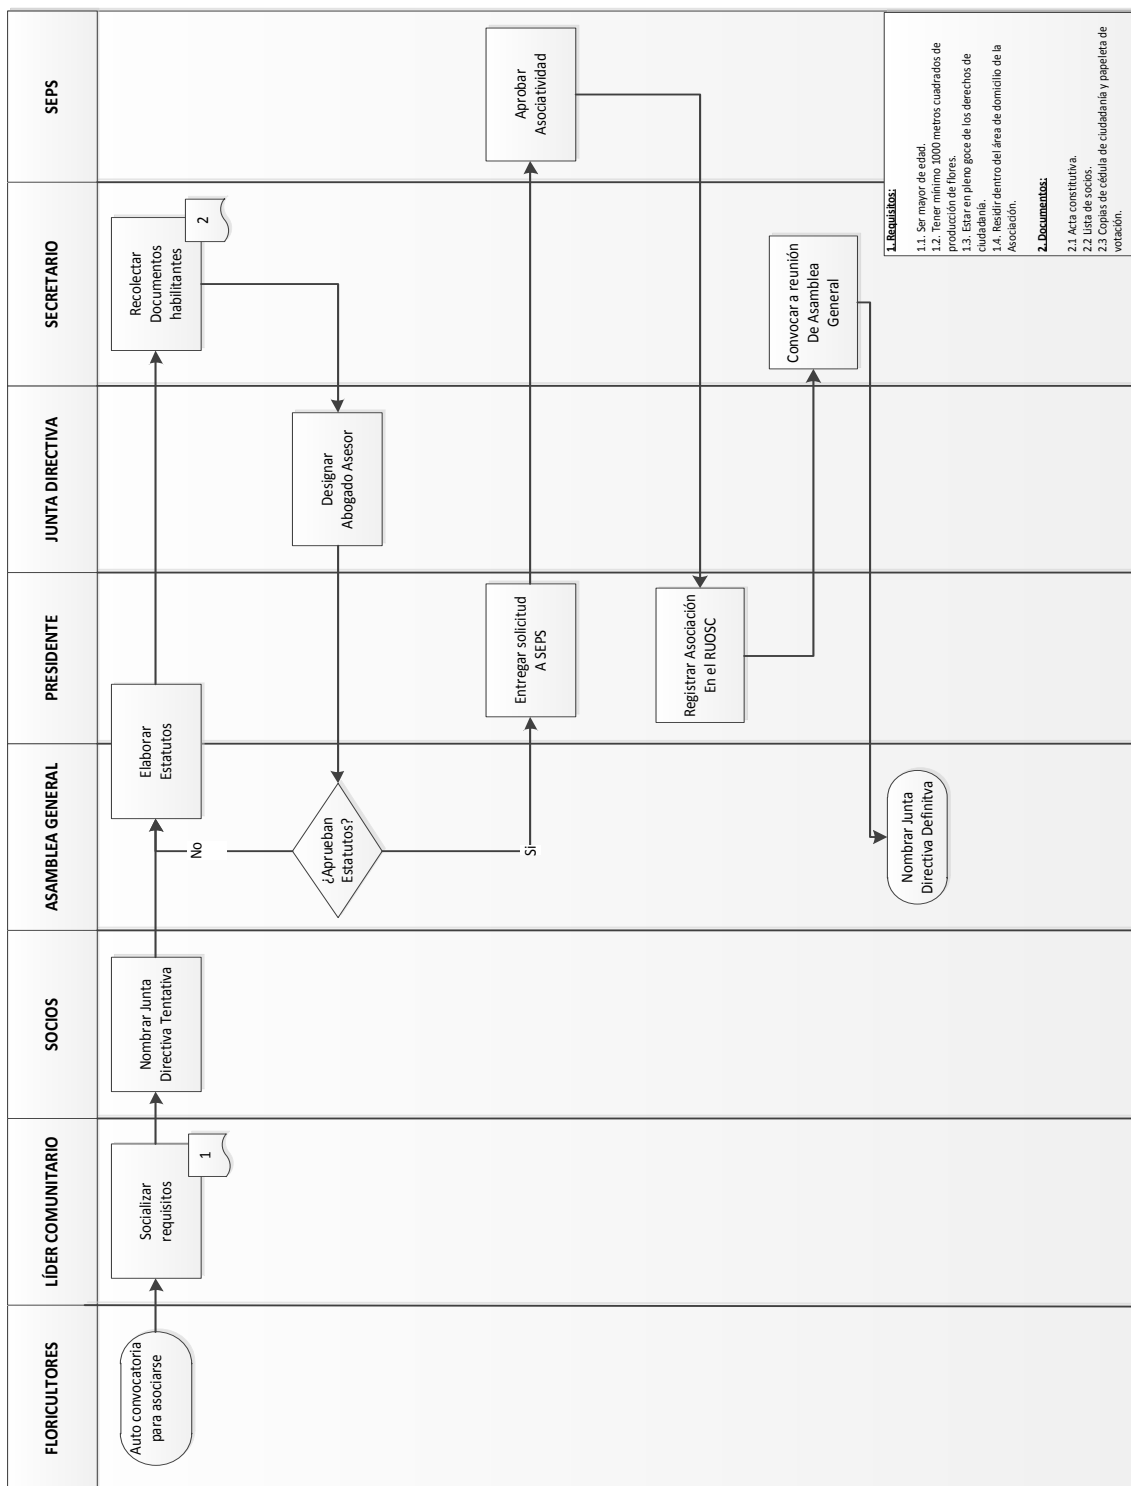 FLORICULTORES
LÍDER COMUNITARIO
SOCIOS
ASAMBLEA GENERAL
PRESIDENTE
JUNTA DIRECTIVA
SECRETARIO
SEPS
Auto convocatoria
para asociarse
Socializar
requisitos
1
Nombrar Junta
Directiva Tentativa
Elaborar
Estatutos
Recolectar
Documentos
habilitantes
2
Designar
Abogado Asesor
¿Aprueban
Estatutos?
No
Si
Entregar solicitud
A SEPS
Aprobar
Asociatividad
Registrar Asociación
En el RUOSC
Convocar a reunión
De Asamblea
General
Nombrar Junta
Directiva Definitva
1. Requisitos:
1.1. Ser mayor de edad.
1.2. Tener mínimo 1000 metros cuadrados de
producción de flores.
1.3. Estar en pleno goce de los derechos de
ciudadanía.
1.4. Residir dentro del área de domicilio de la
Asociación.
2. Documentos:
2.1 Acta constitutiva.
2.2 Lista de socios.
2.3 Copias de cédula de ciudadanía y papeleta de
votación.